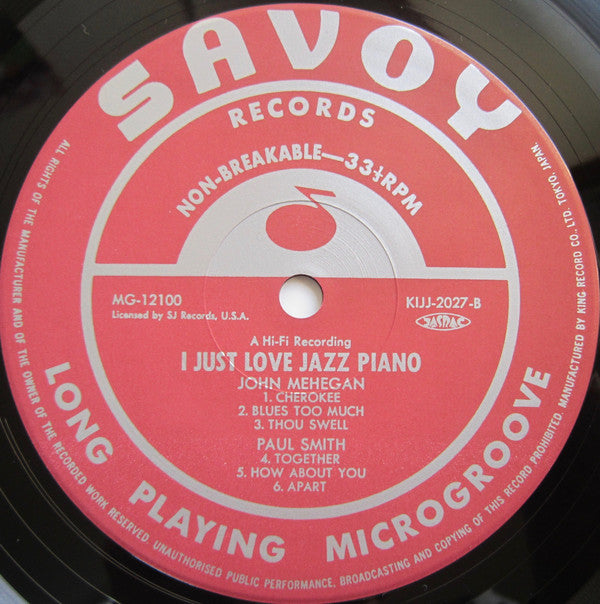 SAVOY
RECORDS
NON-BREAKABLE—33⅓RPM
MG-12100
Licensed by SJ Records, U.S.A.
KIJJ-2027-B
JASRAC
A Hi-Fi Recording
I JUST LOVE JAZZ PIANO
JOHN MEHEGAN
1. CHEROKEE
2. BLUES TOO MUCH
3. THOU SWELL
PAUL SMITH
4. TOGETHER
5. HOW ABOUT YOU
6. APART
LONG PLAYING MICROGROOVE
ALL RIGHTS OF THE MANUFACTURER AND OF THE OWNER OF THE RECORDED WORK RESERVED. UNAUTHORISED PUBLIC PERFORMANCE, BROADCASTING AND COPYING OF THIS RECORD PROHIBITED. MANUFACTURED BY KING RECORD CO., LTD. TOKYO, JAPAN.